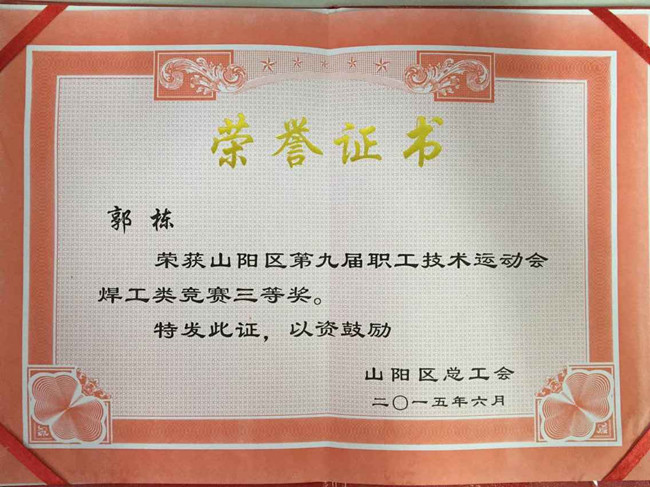 荣誉证书
郭栋
荣获山阳区第九届职工技术运动会
焊工类竞赛三等奖。
特发此证，以资鼓励
山阳区总工会
二〇一五年六月